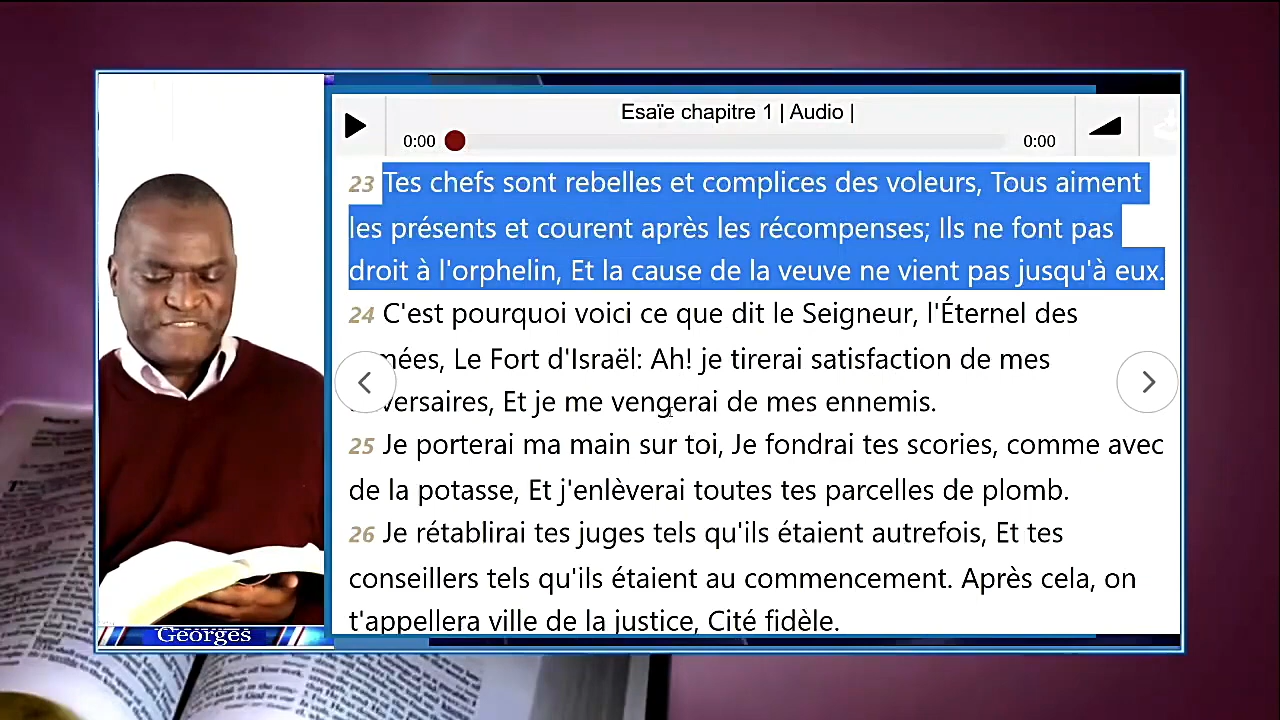 Esaïe chapitre 1 | Audio |
0:00
0:00
23 Tes chefs sont rebelles et complices des voleurs, Tous aiment
les présents et courent après les récompenses; Ils ne font pas
droit à l'orphelin, Et la cause de la veuve ne vient pas jusqu'à eux.
24 C'est pourquoi voici ce que dit le Seigneur, l'Éternel des
mées, Le Fort d'Israël: Ah! je tirerai satisfaction de mes
versaires, Et je me vengerai de mes ennemis.
25 Je porterai ma main sur toi, Je fondrai tes scories, comme avec
de la potasse, Et j'enlèverai toutes tes parcelles de plomb.
26 Je rétablirai tes juges tels qu'ils étaient autrefois, Et tes
conseillers tels qu'ils étaient au commencement. Après cela, on
t'appellera ville de la justice, Cité fidèle.
Georges